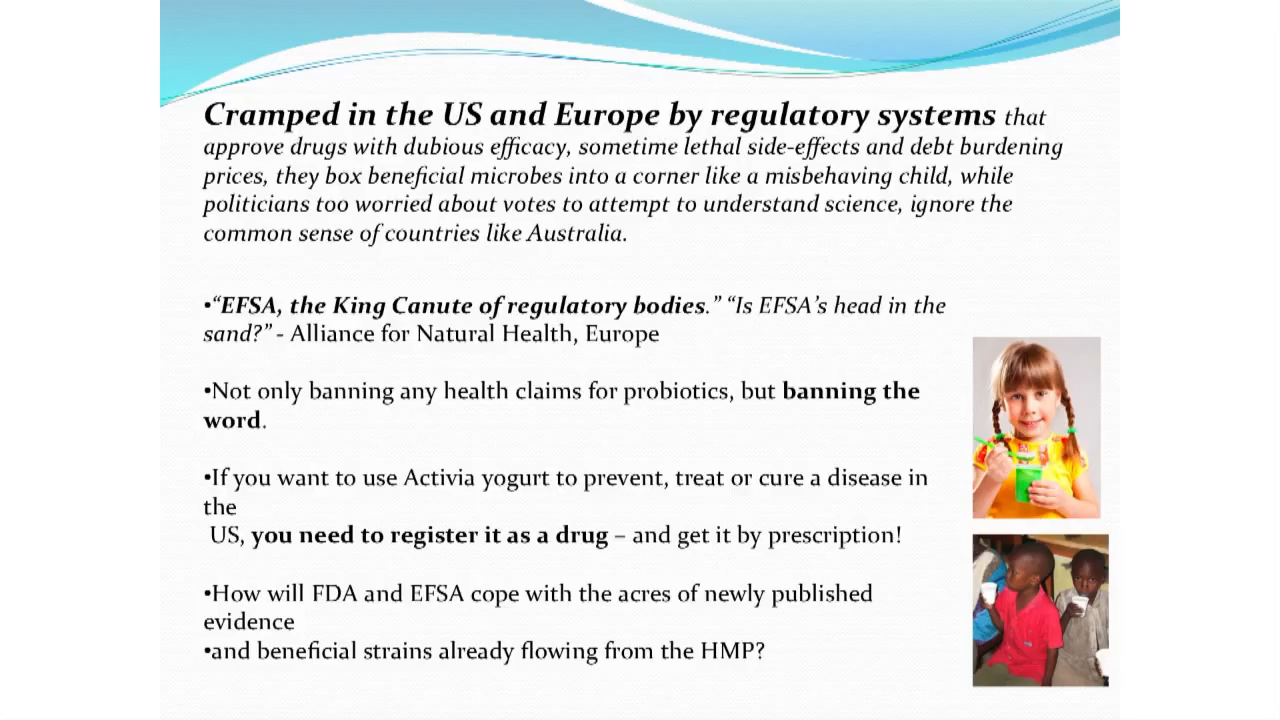 Cramped in the US and Europe by regulatory systems that
approve drugs with dubious efficacy, sometime lethal side-effects and debt burdening
prices, they box beneficial microbes into a corner like a misbehaving child, while
politicians too worried about votes to attempt to understand science, ignore the
common sense of countries like Australia.
•“EFSA, the King Canute of regulatory bodies.” “Is EFSA’s head in the
sand?” - Alliance for Natural Health, Europe
•Not only banning any health claims for probiotics, but banning the
word.
•If you want to use Activia yogurt to prevent, treat or cure a disease in
the
US, you need to register it as a drug – and get it by prescription!
•How will FDA and EFSA cope with the acres of newly published
evidence
•and beneficial strains already flowing from the HMP?